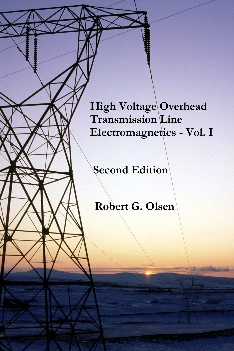 High Voltage Overhead
Transmission Line
Electromagnetics - Vol. I
Second Edition
Robert G. Olsen